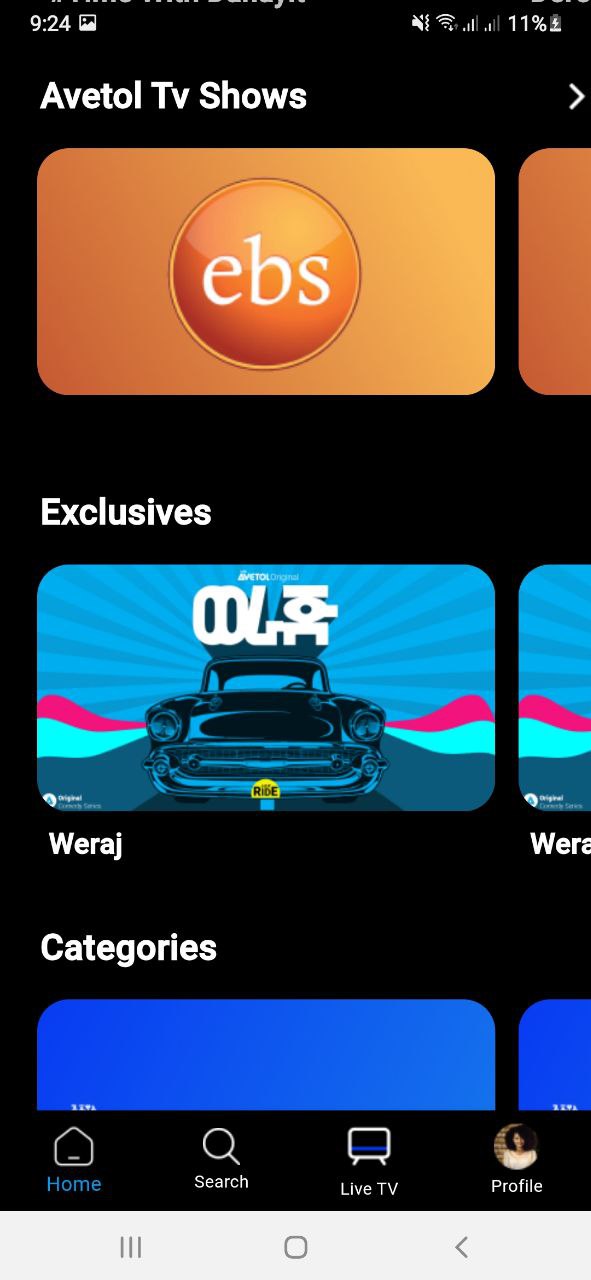 9:24
11%
Avetol Tv Shows
ebs
Exclusives
AVETOL Original
ወራጅ
RIDE
Original
Comedy Series
Original
Comedy Series
Weraj
Categories
Home
Search
Live TV
Profile